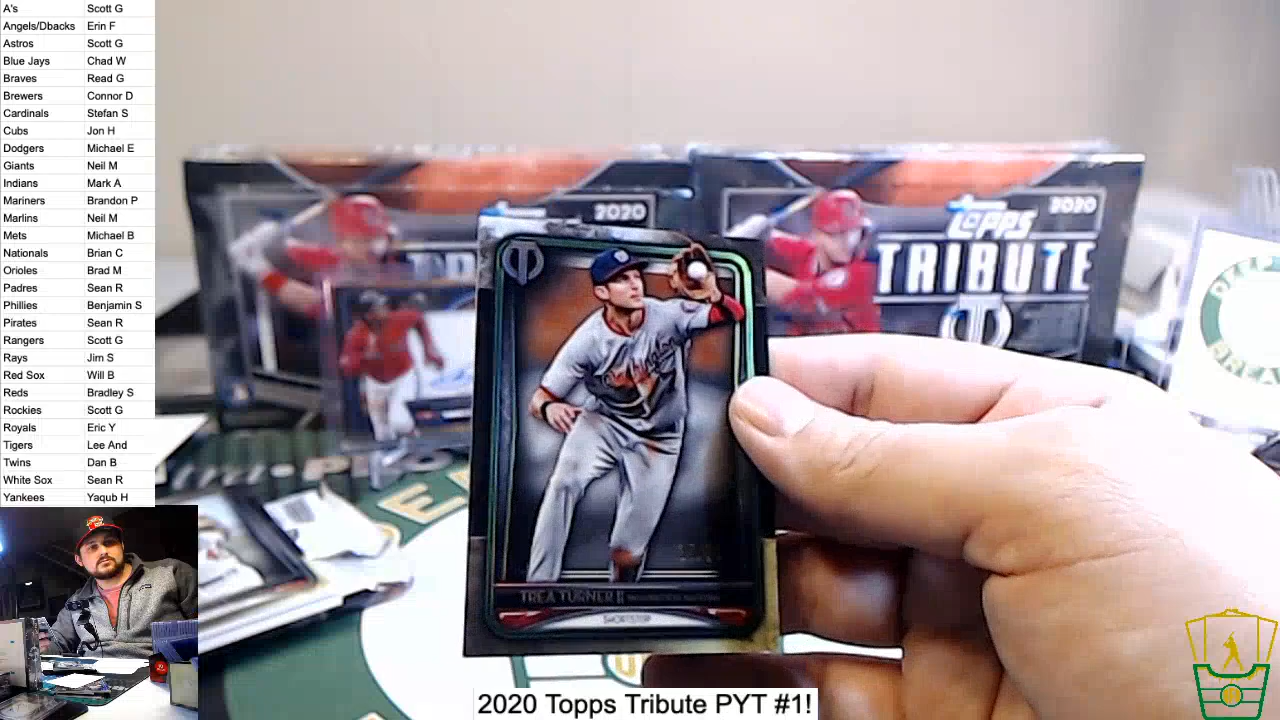 A's Scott G
Angels/Dbacks Erin F
Astros Scott G
Blue Jays Chad W
Braves Read G
Brewers Connor D
Cardinals Stefan S
Cubs Jon H
Dodgers Michael E
Giants Neil M
Indians Mark A
Mariners Brandon P
Marlins Neil M
Mets Michael B
Nationals Brian C
Orioles Brad M
Padres Sean R
Phillies Benjamin S
Pirates Sean R
Rangers Scott G
Rays Jim S
Red Sox Will B
Reds Bradley S
Rockies Scott G
Royals Eric Y
Tigers Lee And
Twins Dan B
White Sox Sean R
Yankees Yaqub H
2020
2020
TOPPS
TRIBUTE
TREA TURNER
SHORTSTOP
2020 Topps Tribute PYT #1!